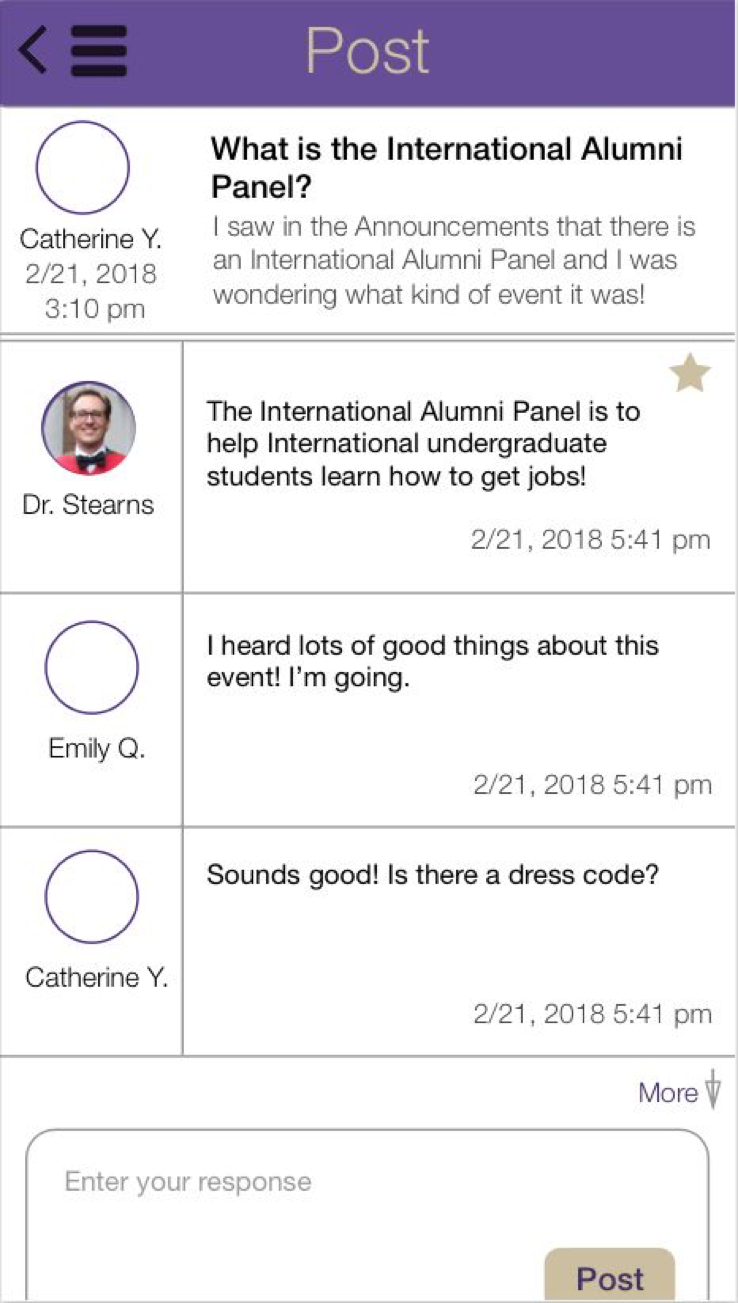 Post
What is the International Alumni
Panel?
I saw in the Announcements that there is
an International Alumni Panel and I was
wondering what kind of event it was!
Catherine Y.
2/21, 2018
3:10 pm
The International Alumni Panel is to
help International undergraduate
students learn how to get jobs!
Dr. Stearns
2/21, 2018 5:41 pm
I heard lots of good things about this
event! I'm going.
Emily Q.
2/21, 2018 5:41 pm
Sounds good! Is there a dress code?
Catherine Y.
2/21, 2018 5:41 pm
More
Enter your response
Post